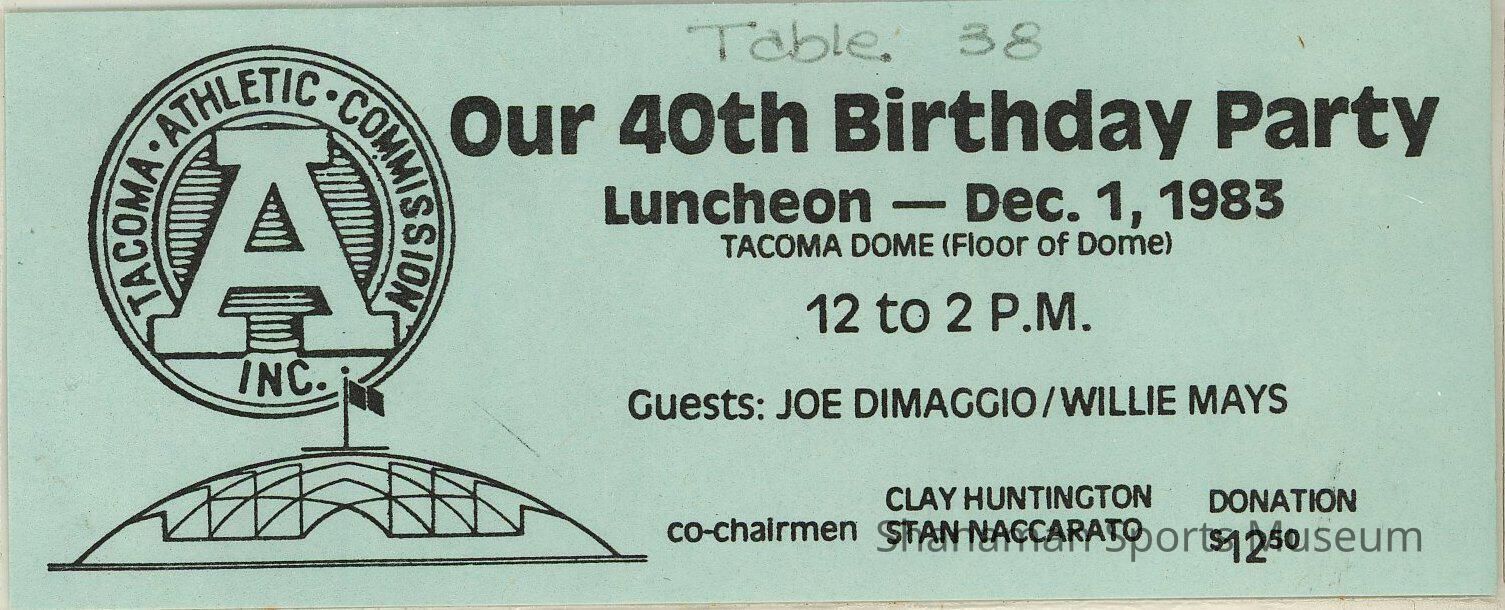 Table 38
TACOMA • ATHLETIC • COMMISSION
A
INC.
Our 40th Birthday Party
Luncheon — Dec. 1, 1983
TACOMA DOME (Floor of Dome)
12 to 2 P.M.
Guests: JOE DIMAGGIO/WILLIE MAYS
co-chairmen CLAY HUNTINGTON
STAN NACCARATO
DONATION
$12.50
Shanaman Sports Museum